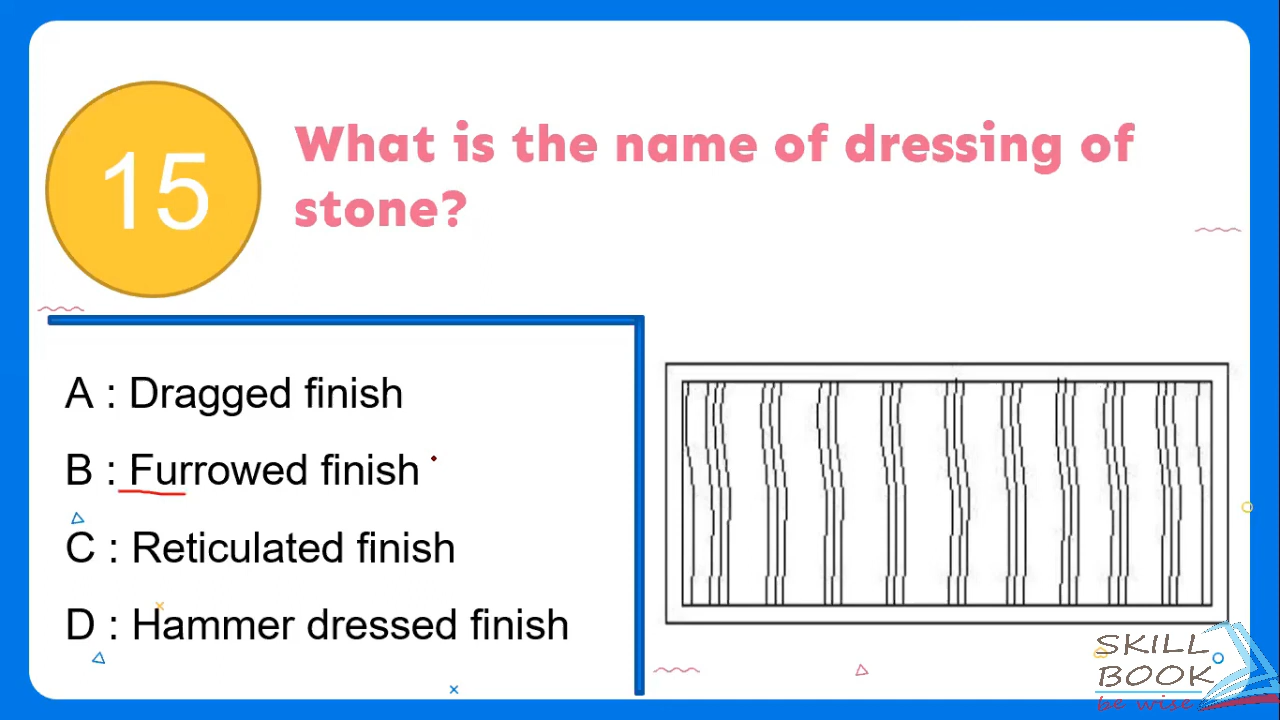 15
What is the name of dressing of
stone?
A : Dragged finish
B : Furrowed finish
C : Reticulated finish
D : Hammer dressed finish
SKILL
BOOK
be wise